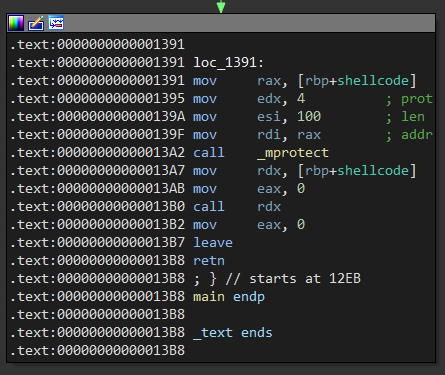 .text:0000000000001391
.text:0000000000001391 loc_1391:
.text:0000000000001391 mov     rax, [rbp+shellcode]
.text:0000000000001395 mov     edx, 4          ; prot
.text:000000000000139A mov     esi, 100        ; len
.text:000000000000139F mov     rdi, rax        ; addr
.text:00000000000013A2 call    _mprotect
.text:00000000000013A7 mov     rdx, [rbp+shellcode]
.text:00000000000013AB mov     eax, 0
.text:00000000000013B0 call    rdx
.text:00000000000013B2 mov     eax, 0
.text:00000000000013B7 leave
.text:00000000000013B8 retn
.text:00000000000013B8 ; } // starts at 12EB
.text:00000000000013B8 main endp
.text:00000000000013B8
.text:00000000000013B8 _text ends
.text:00000000000013B8